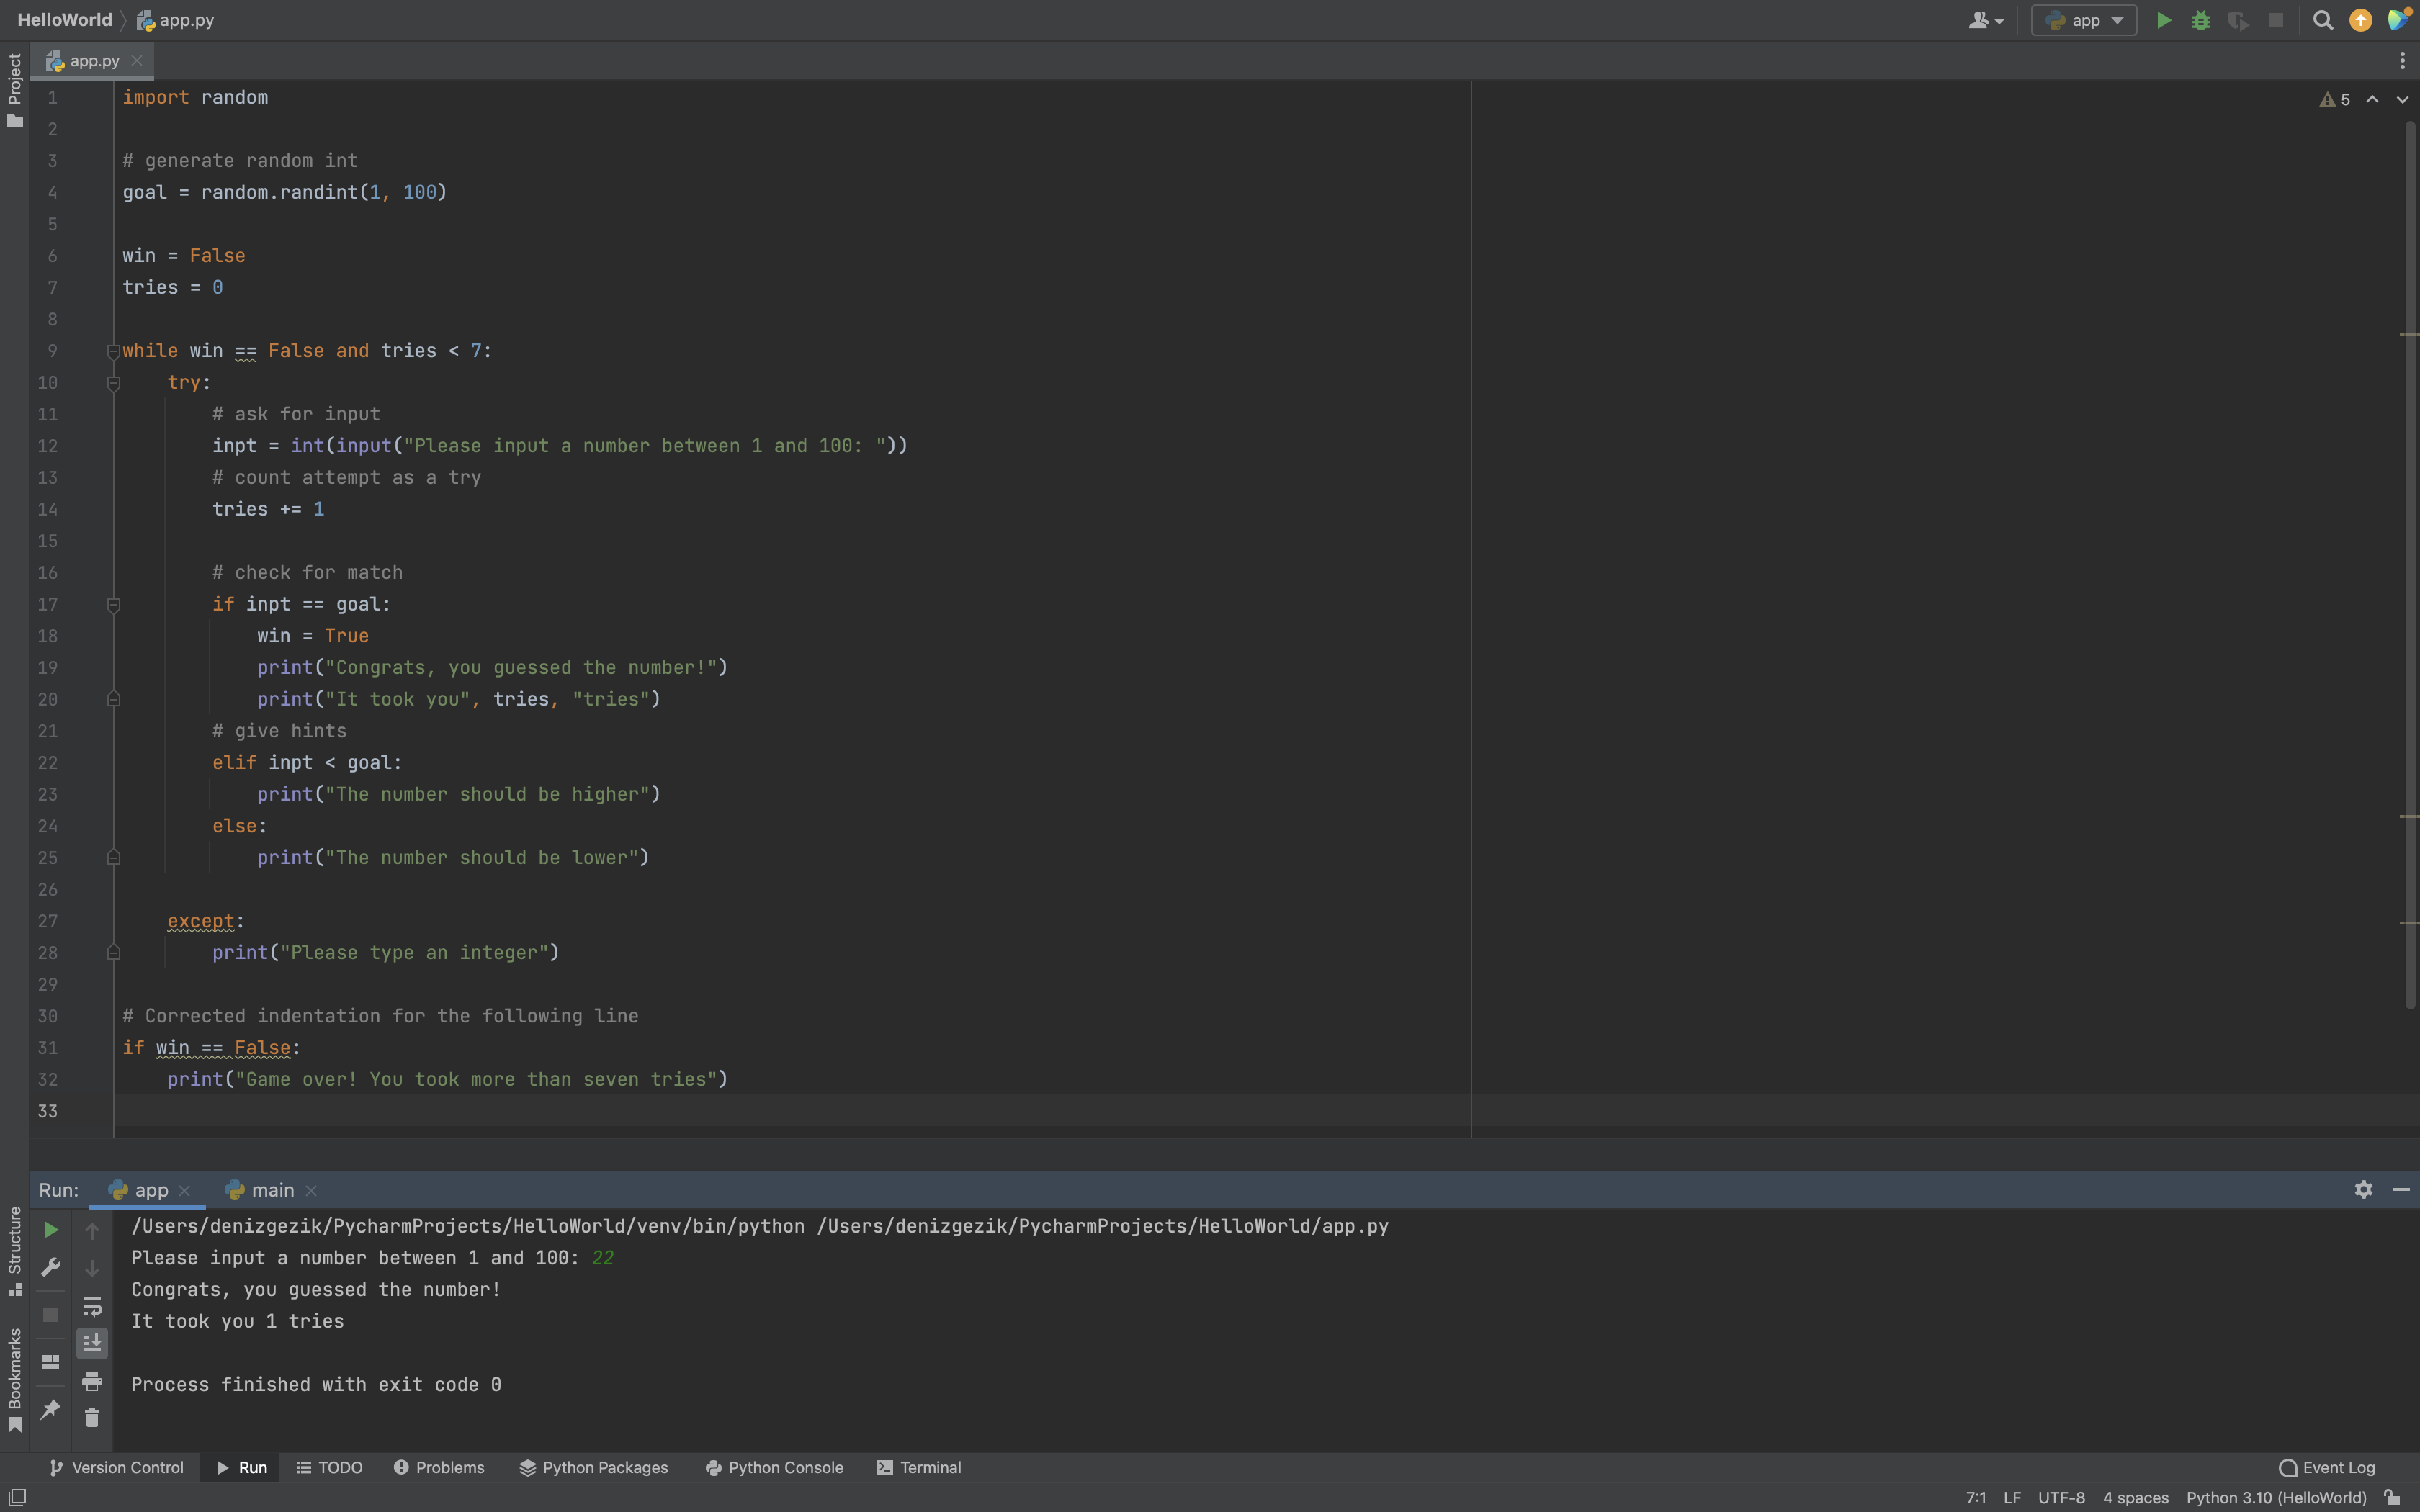 HelloWorld app.py
app
app.py
Project
5
1 import random
2
3 # generate random int
4 goal = random.randint(1, 100)
5
6 win = False
7 tries = 0
8
9 while win == False and tries < 7:
10 try:
11 # ask for input
12 inpt = int(input("Please input a number between 1 and 100: "))
13 # count attempt as a try
14 tries += 1
15
16 # check for match
17 if inpt == goal:
18 win = True
19 print("Congrats, you guessed the number!")
20 print("It took you", tries, "tries")
21 # give hints
22 elif inpt < goal:
23 print("The number should be higher")
24 else:
25 print("The number should be lower")
26
27 except:
28 print("Please type an integer")
29
30 # Corrected indentation for the following line
31 if win == False:
32 print("Game over! You took more than seven tries")
33
Run: app main
Structure
Bookmarks
/Users/denizgezik/PycharmProjects/HelloWorld/venv/bin/python /Users/denizgezik/PycharmProjects/HelloWorld/app.py
Please input a number between 1 and 100: 22
Congrats, you guessed the number!
It took you 1 tries
Process finished with exit code 0
Version Control Run TODO Problems Python Packages Python Console Terminal Event Log
7:1 LF UTF-8 4 spaces Python 3.10 (HelloWorld)